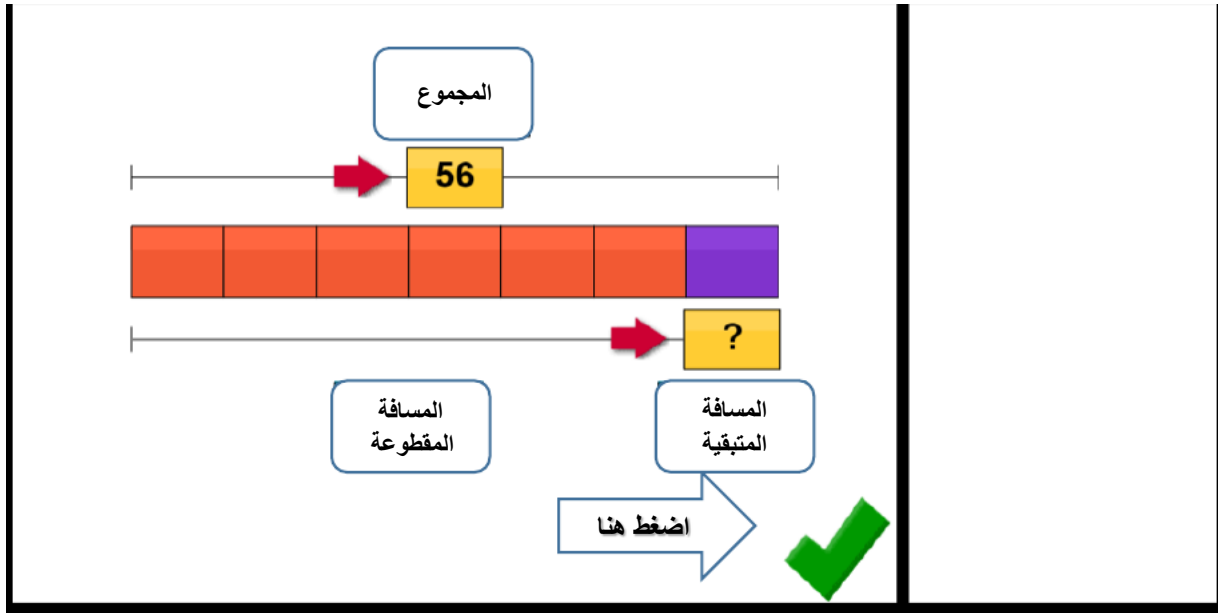 المجموع
56
?
المسافة
المقطوعة
المسافة
المتبقية
اضغط هنا